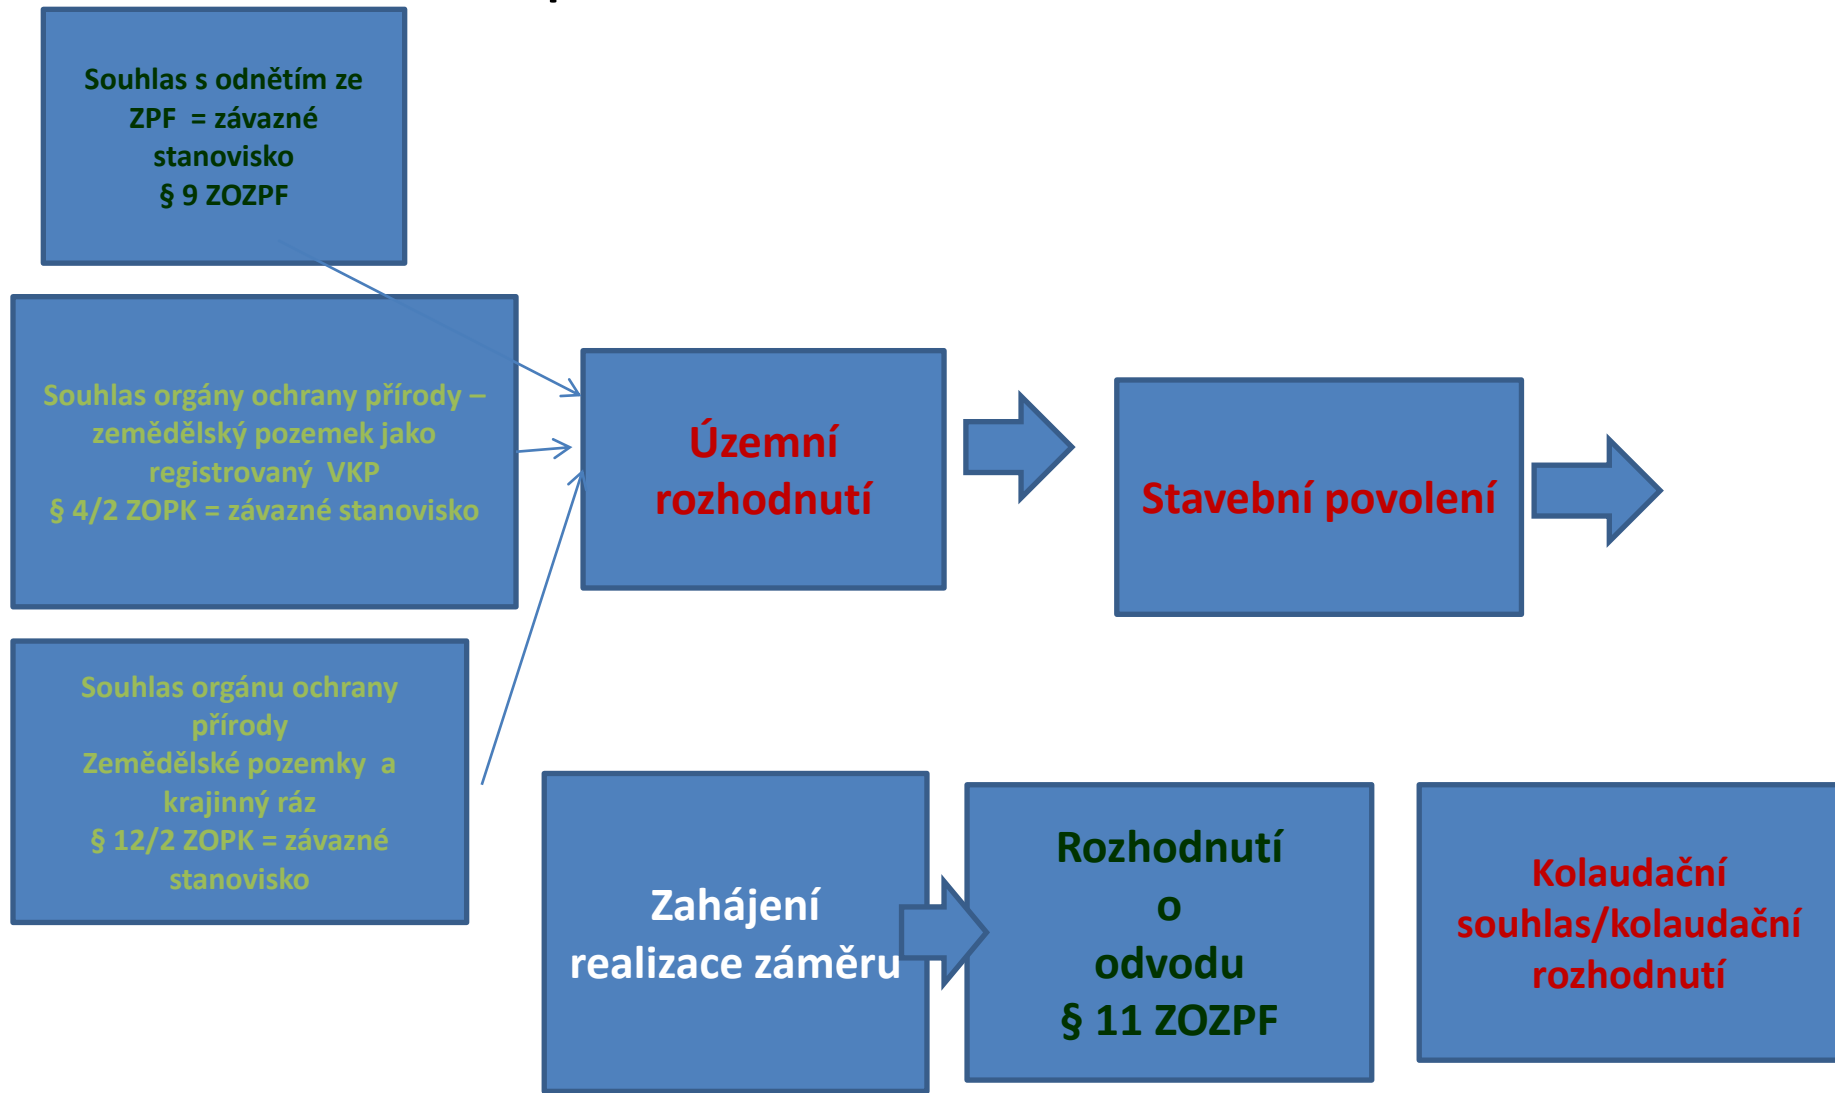 Souhlas s odnětím ze
ZPF = závazné
stanovisko
§ 9 ZOZPF
Souhlas orgány ochrany přírody –
zemědělský pozemek jako
registrovaný VKP
§ 4/2 ZOPK = závazné stanovisko
Souhlas orgánu ochrany
přírody
Zemědělské pozemky a
krajinný ráz
§ 12/2 ZOPK = závazné
stanovisko
Územní
rozhodnutí
Stavební povolení
Zahájení
realizace záměru
Rozhodnutí
o
odvodu
§ 11 ZOZPF
Kolaudační
souhlas/kolaudační
rozhodnutí